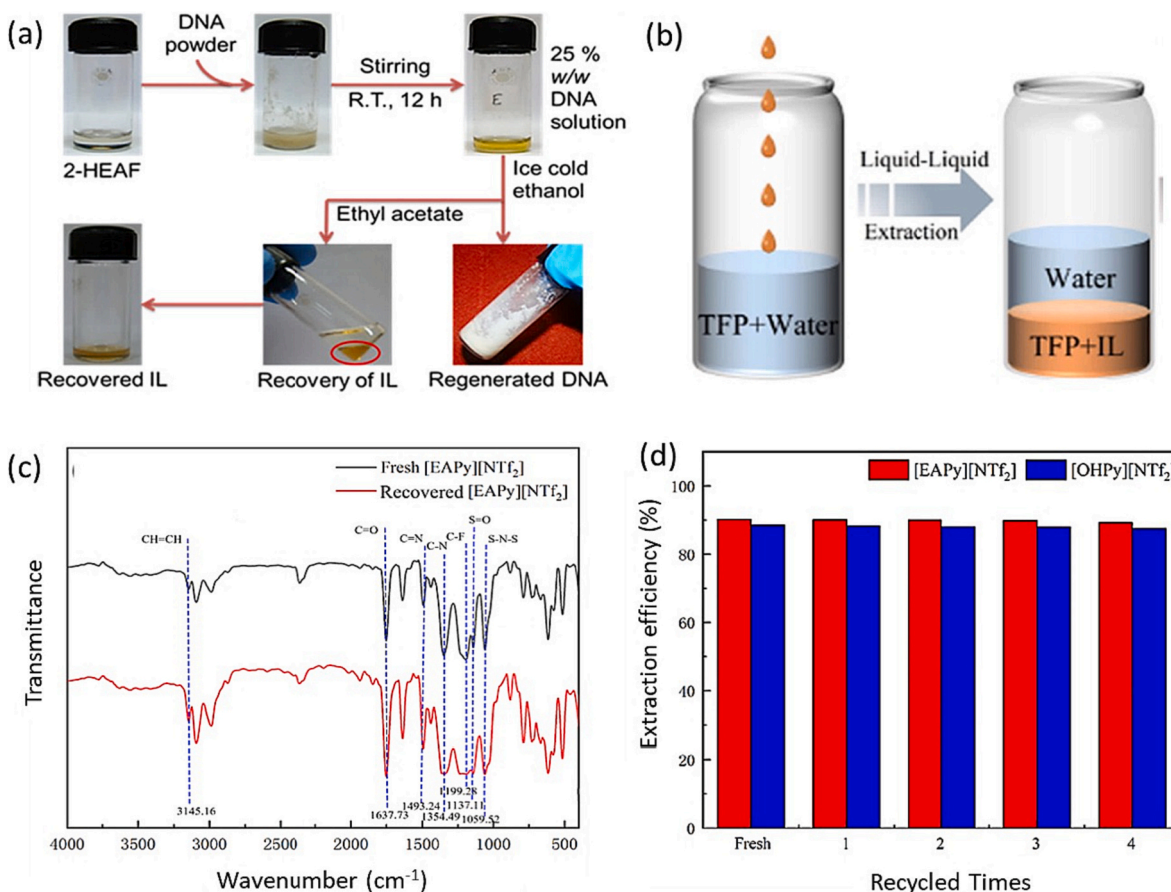 (a)
DNA
powder
Stirring
R.T., 12 h
25 %
w/w
DNA
solution
E
2-HEAF
Ice cold
ethanol
Ethyl acetate
Recovered IL
Recovery of IL
Regenerated DNA
(b)
Liquid-Liquid
Extraction
TFP+Water
Water
TFP+IL
(c)
Fresh [EAPy][NTf₂]
Recovered [EAPy][NTf₂]
CH=CH
C=O
C=N
C-N
C-F
S=O
S-N-S
3145.16
1637.73
1493.24
1354.49
1199.28
1137.11
1059.52
Transmittance
4000
3500
3000
2500
2000
1500
1000
500
Wavenumber (cm⁻¹)
(d)
[EAPy][NTf₂]
[OHPy][NTf₂
Extraction efficiency (%)
100
80
60
40
20
0
Fresh
1
2
3
4
Recycled Times